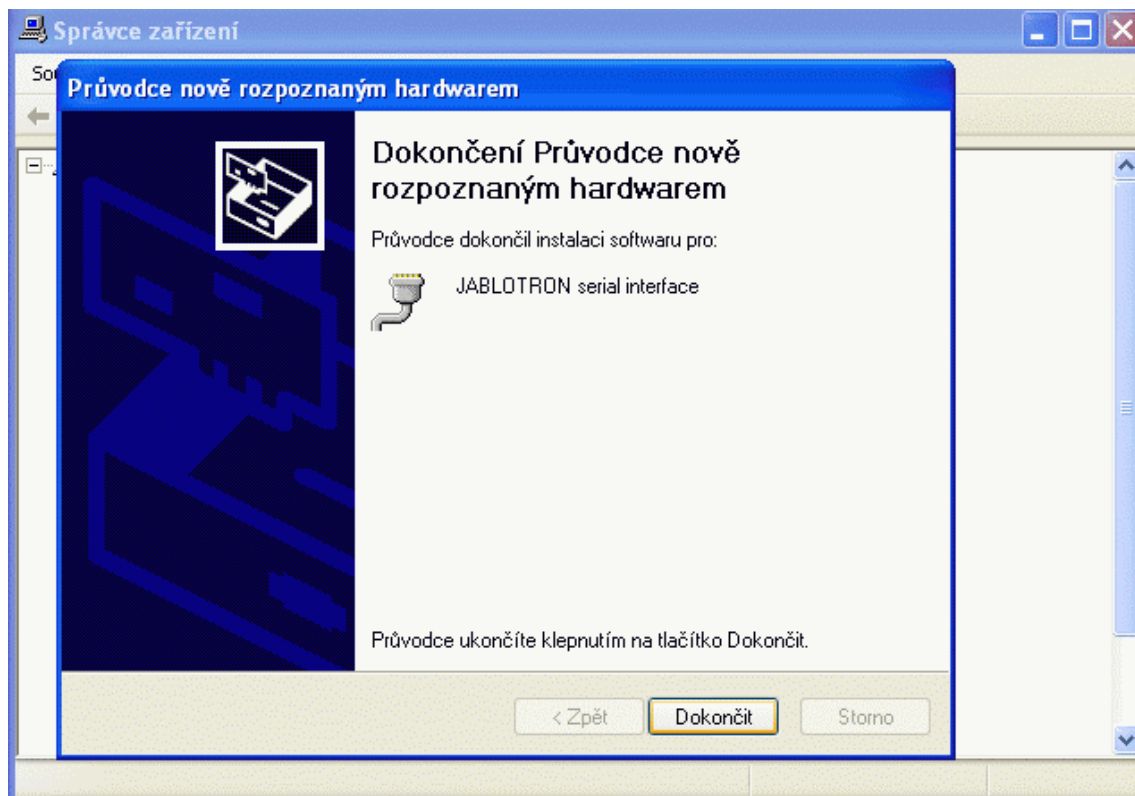 Správce zařízení
Průvodce nově rozpoznaným hardwarem
Dokončení Průvodce nově
rozpoznaným hardwarem
Průvodce dokončil instalaci softwaru pro:
JABLOTRON serial interface
Průvodce ukončíte klepnutím na tlačítko Dokončit.
< Zpět Dokončit Storno